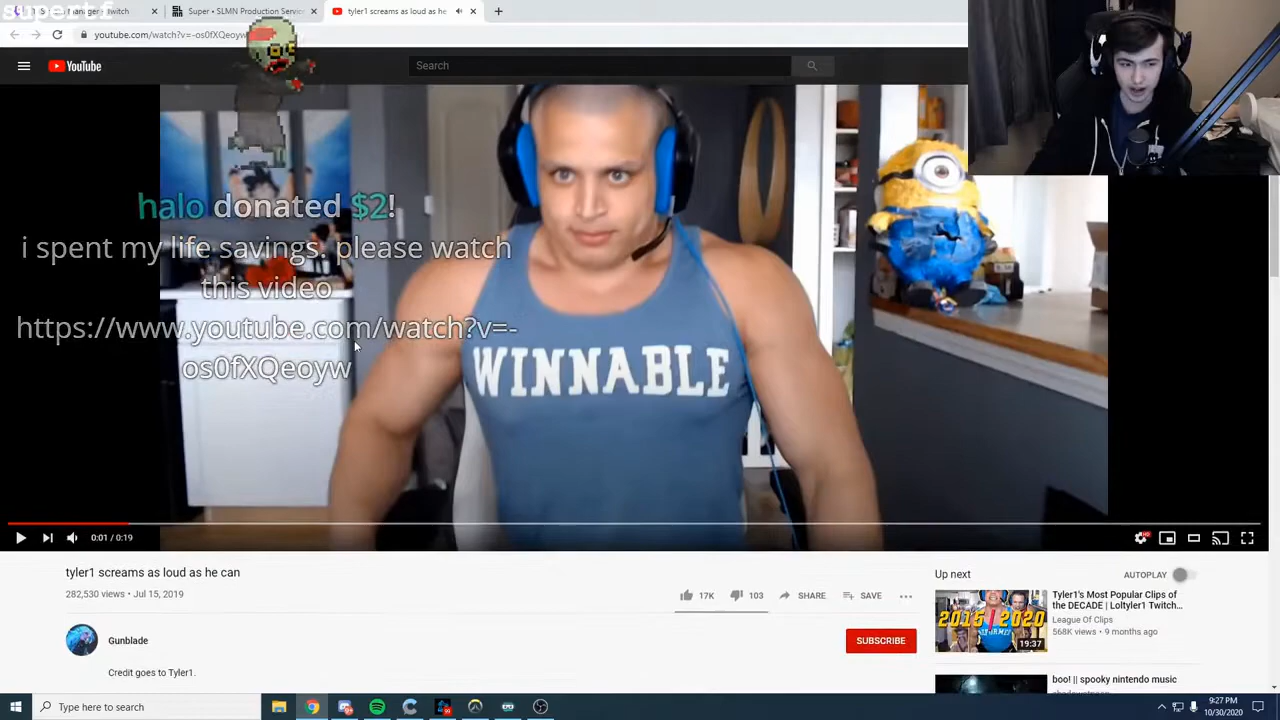 Super • SLMN Production Servic
tyler1 screams as loud as he
youtube.com/watch?v=-os0fXQeoyw
YouTube
Search
halo donated $2!
i spent my life savings. please watch
this video
https://www.youtube.com/watch?v=-
os0fXQeoyw
WINNABLE
0:01 / 0:19
HD
tyler1 screams as loud as he can
282,530 views • Jul 15, 2019
17K
103
SHARE
SAVE
Gunblade
SUBSCRIBE
Credit goes to Tyler1.
Up next
AUTOPLAY
2015 2020
19:37
Tyler1's Most Popular Clips of
the DECADE | Loltyler1 Twitch...
League Of Clips
568K views • 9 months ago
boo! || spooky nintendo music
Type here to search
9:27 PM
10/30/2020